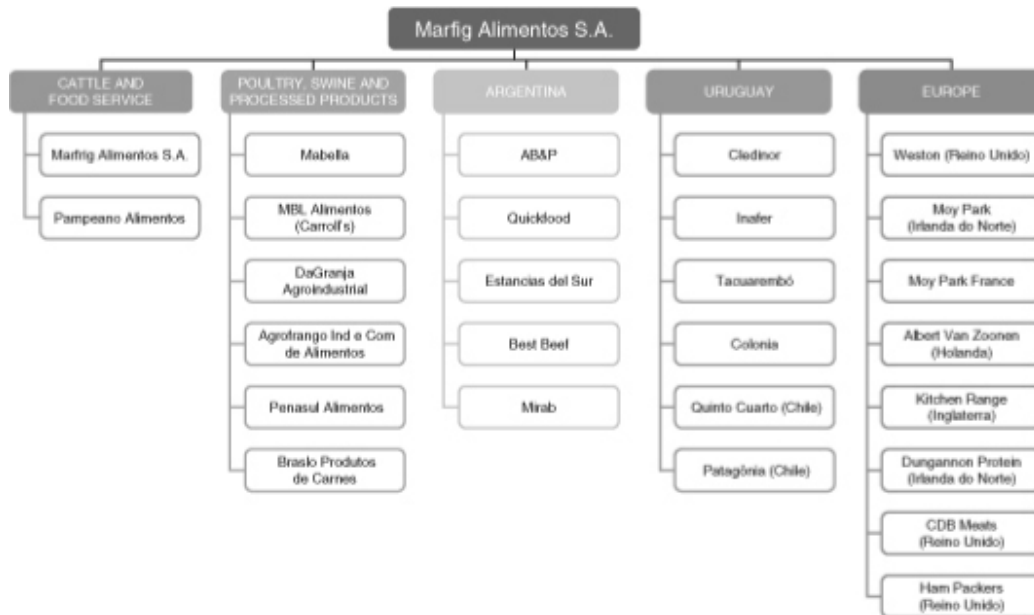 Marfig Alimentos S.A.
CATTLE AND
FOOD SERVICE
Marfrig Alimentos S.A.
Pampeano Alimentos
POULTRY, SWINE AND
PROCESSED PRODUCTS
Mabella
MBL Alimentos
(Carroll's)
DaGranja
Agroindustrial
Agrofrango Ind e Com
de Alimentos
Penasul Alimentos
Braslo Produtos
de Carnes
ARGENTINA
AB&P
Quickfood
Estancias del Sur
Best Beef
Mirab
URUGUAY
Cledinor
Inafer
Tacuarembó
Colonia
Quinto Cuarto (Chile)
Patagônia (Chile)
EUROPE
Weston (Reino Unido)
Moy Park
(Irlanda do Norte)
Moy Park France
Albert Van Zoonen
(Holanda)
Kitchen Range
(Inglaterra)
Dungannon Protein
(Irlanda do Norte)
CDB Meats
(Reino Unido)
Ham Packers
(Reino Unido)